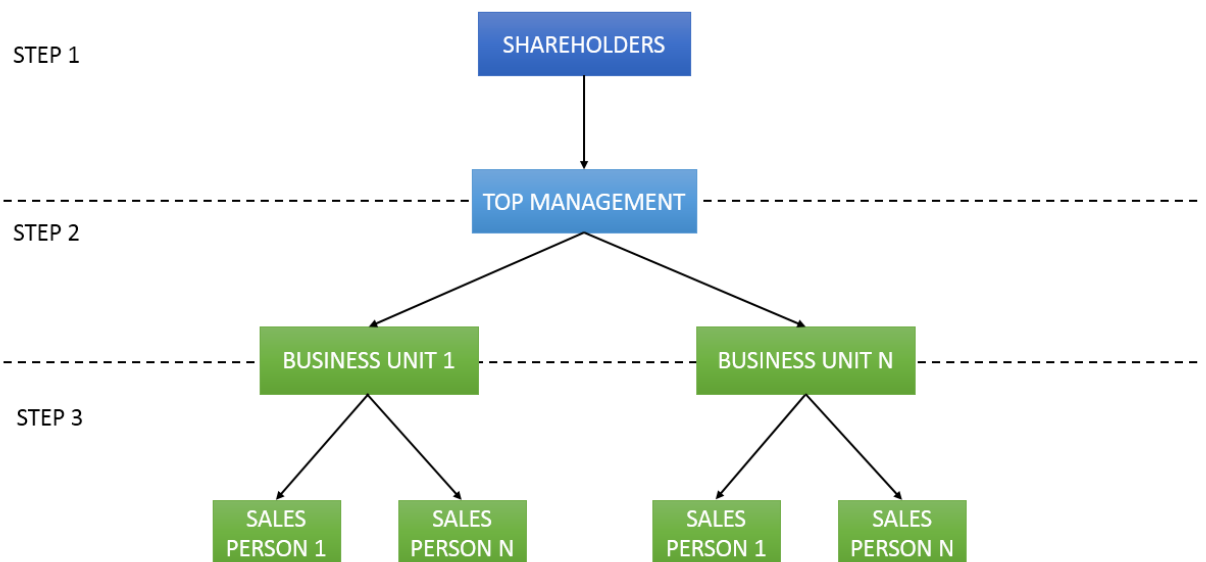 STEP 1
SHAREHOLDERS
TOP MANAGEMENT
STEP 2
BUSINESS UNIT 1
BUSINESS UNIT N
STEP 3
SALES
PERSON 1
SALES
PERSON N
SALES
PERSON 1
SALES
PERSON N